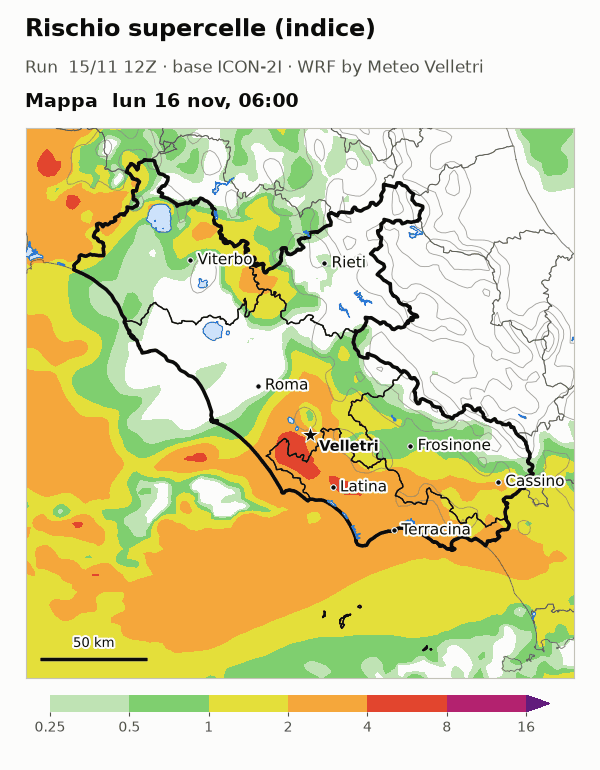 Rischio supercelle (indice)
Run 15/11 12Z · base ICON-2I · WRF by Meteo Velletri
Mappa lun 16 nov, 06:00
Viterbo
Rieti
Roma
Velletri
Frosinone
Cassino
Latina
Terracina
50 km
0.25 0.5 1 2 4 8 16